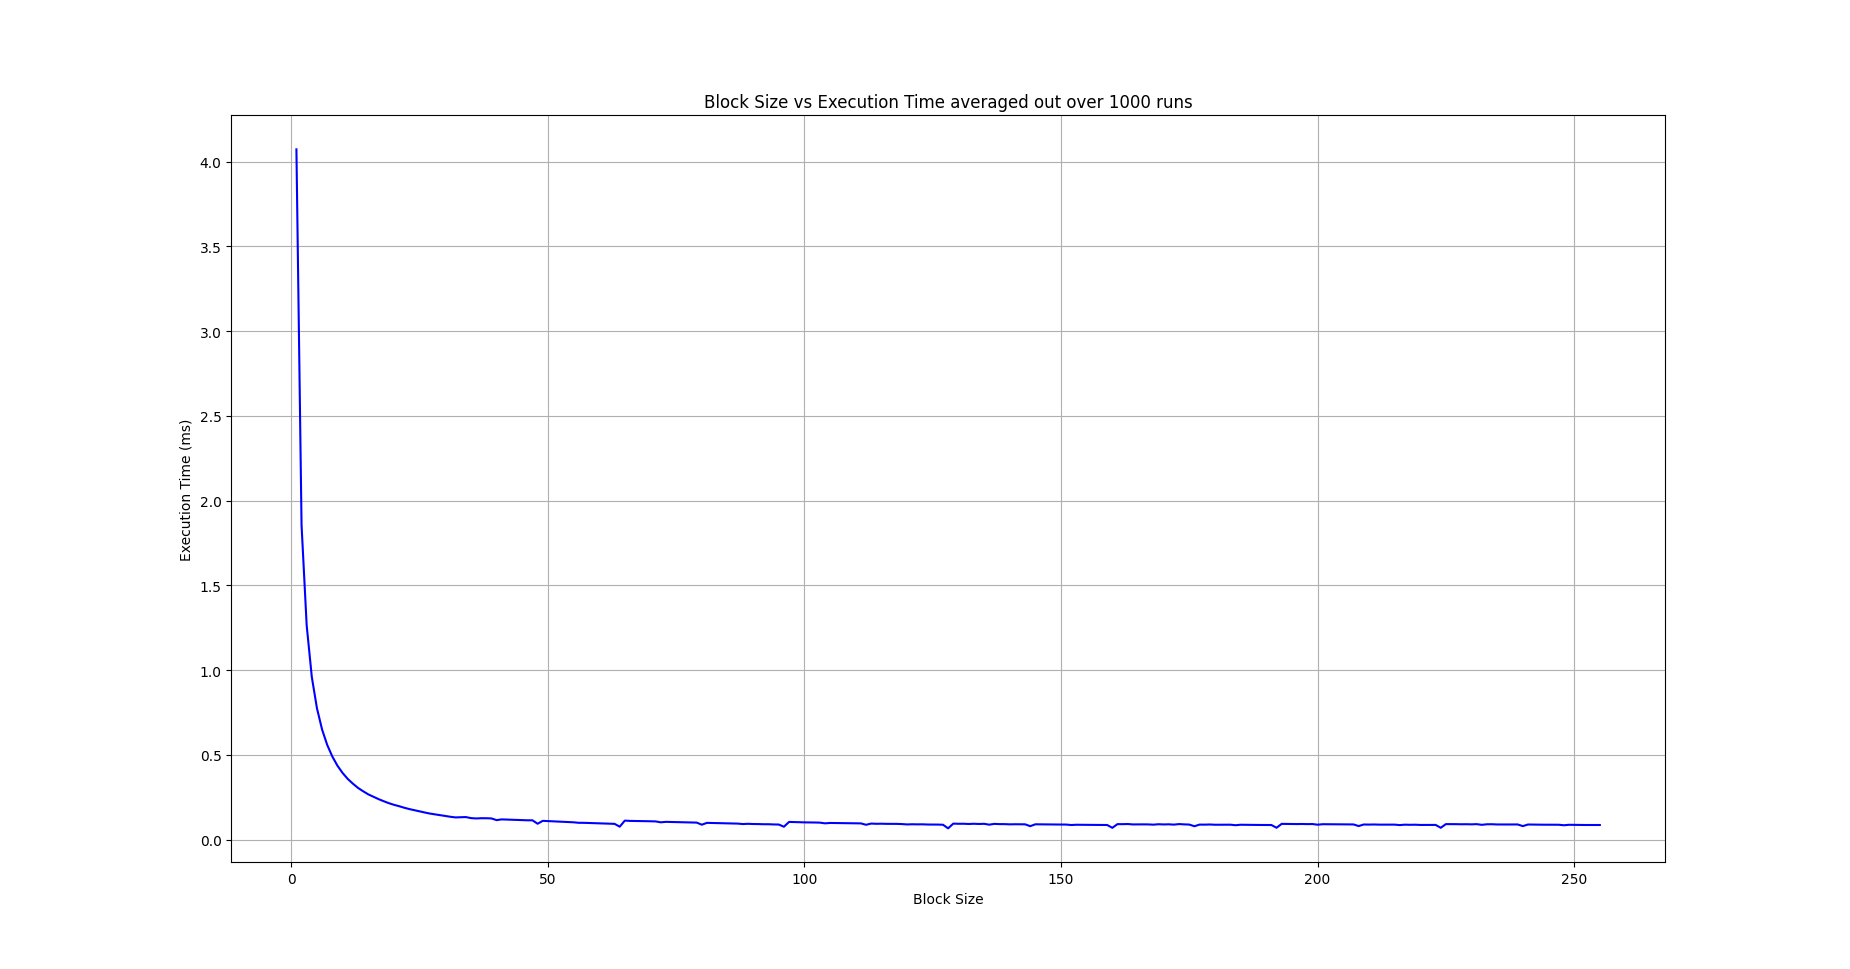 Block Size vs Execution Time averaged out over 1000 runs
4.0
3.5
3.0
2.5
2.0
1.5
1.0
0.5
0.0
Execution Time (ms)
0 50 100 150 200 250
Block Size